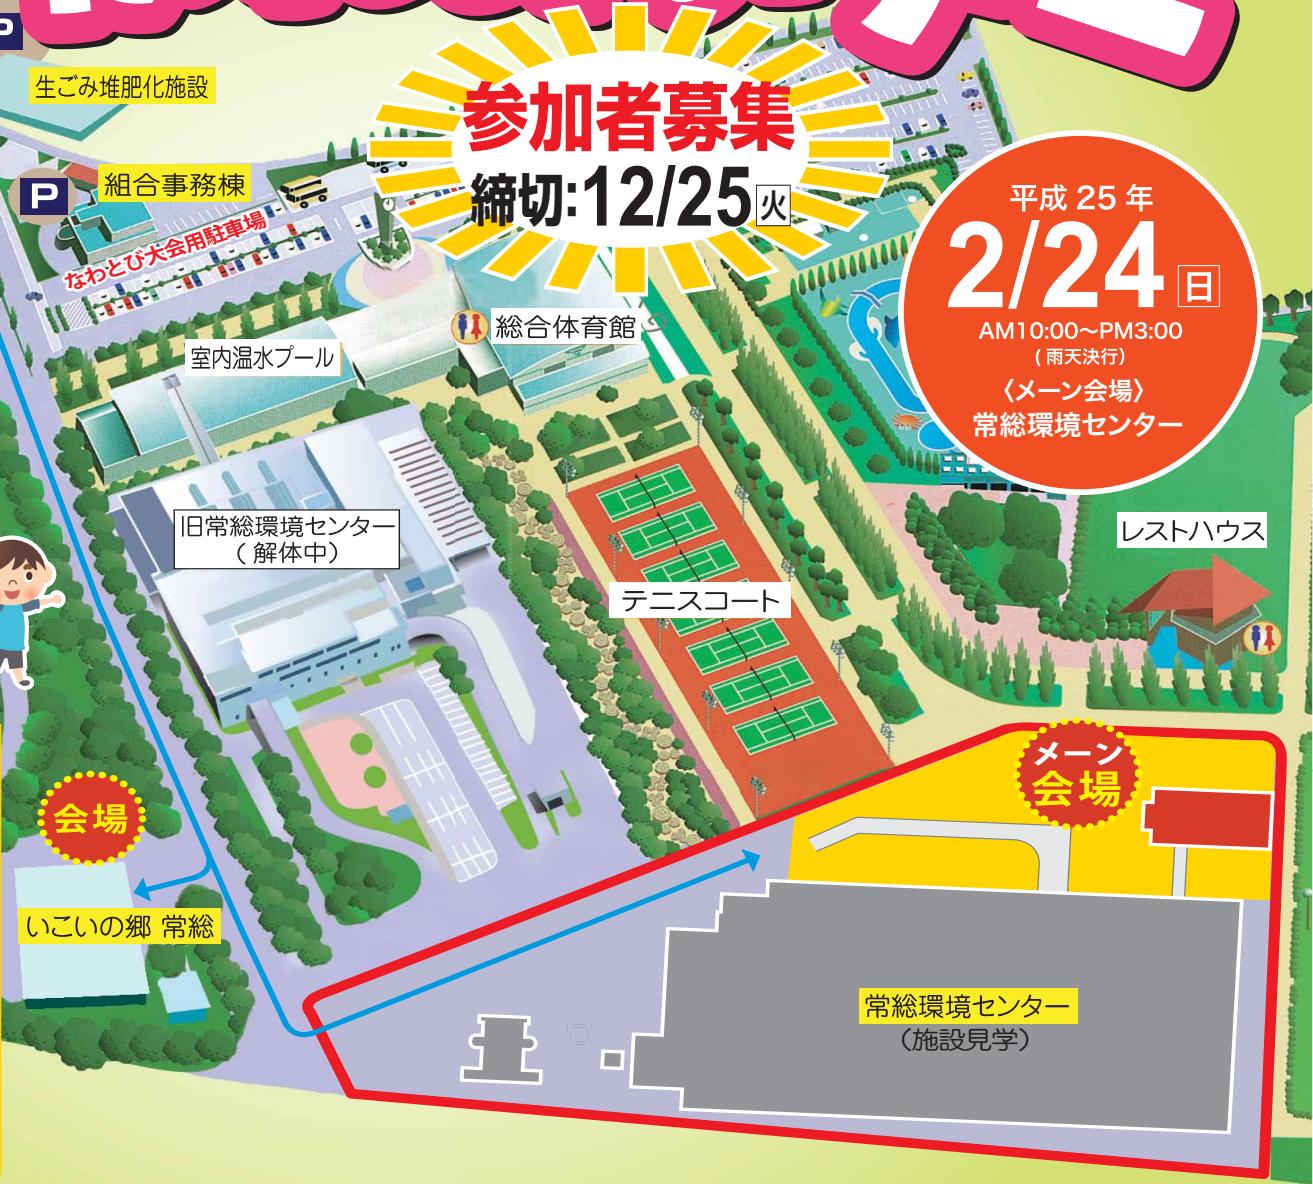 P
生ごみ堆肥化施設
参加者募集
締切:12/25火
P
組合事務棟
なわとび大会用駐車場
平成 25 年
2/24 日
AM10:00～PM3:00
( 雨天決行)
〈メーン会場〉
常総環境センター
総合体育館
室内温水プール
旧常総環境センター
( 解体中)
レストハウス
テニスコート
メーン
会場
会場
いこいの郷 常総
常総環境センター
(施設見学)